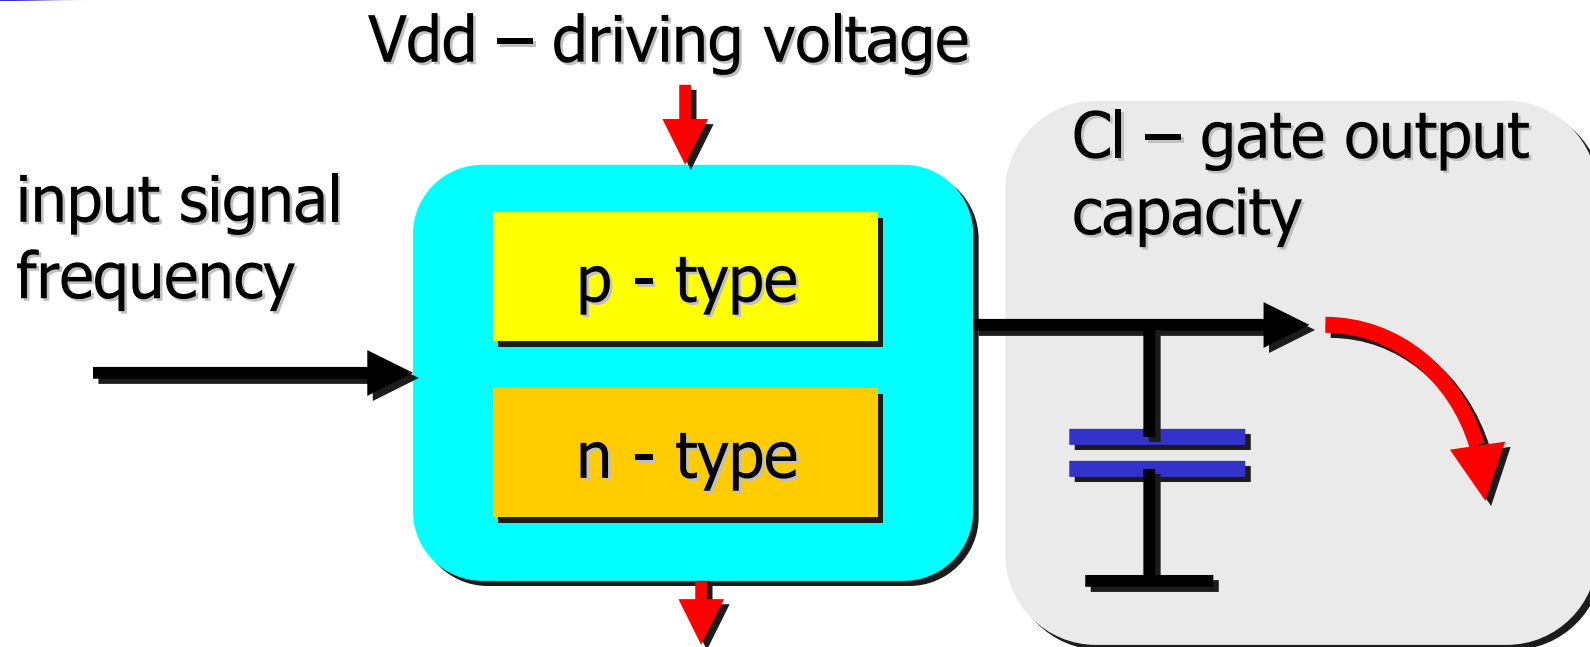 Vdd – driving voltage
input signal
frequency
p - type
n - type
Cl – gate output
capacity